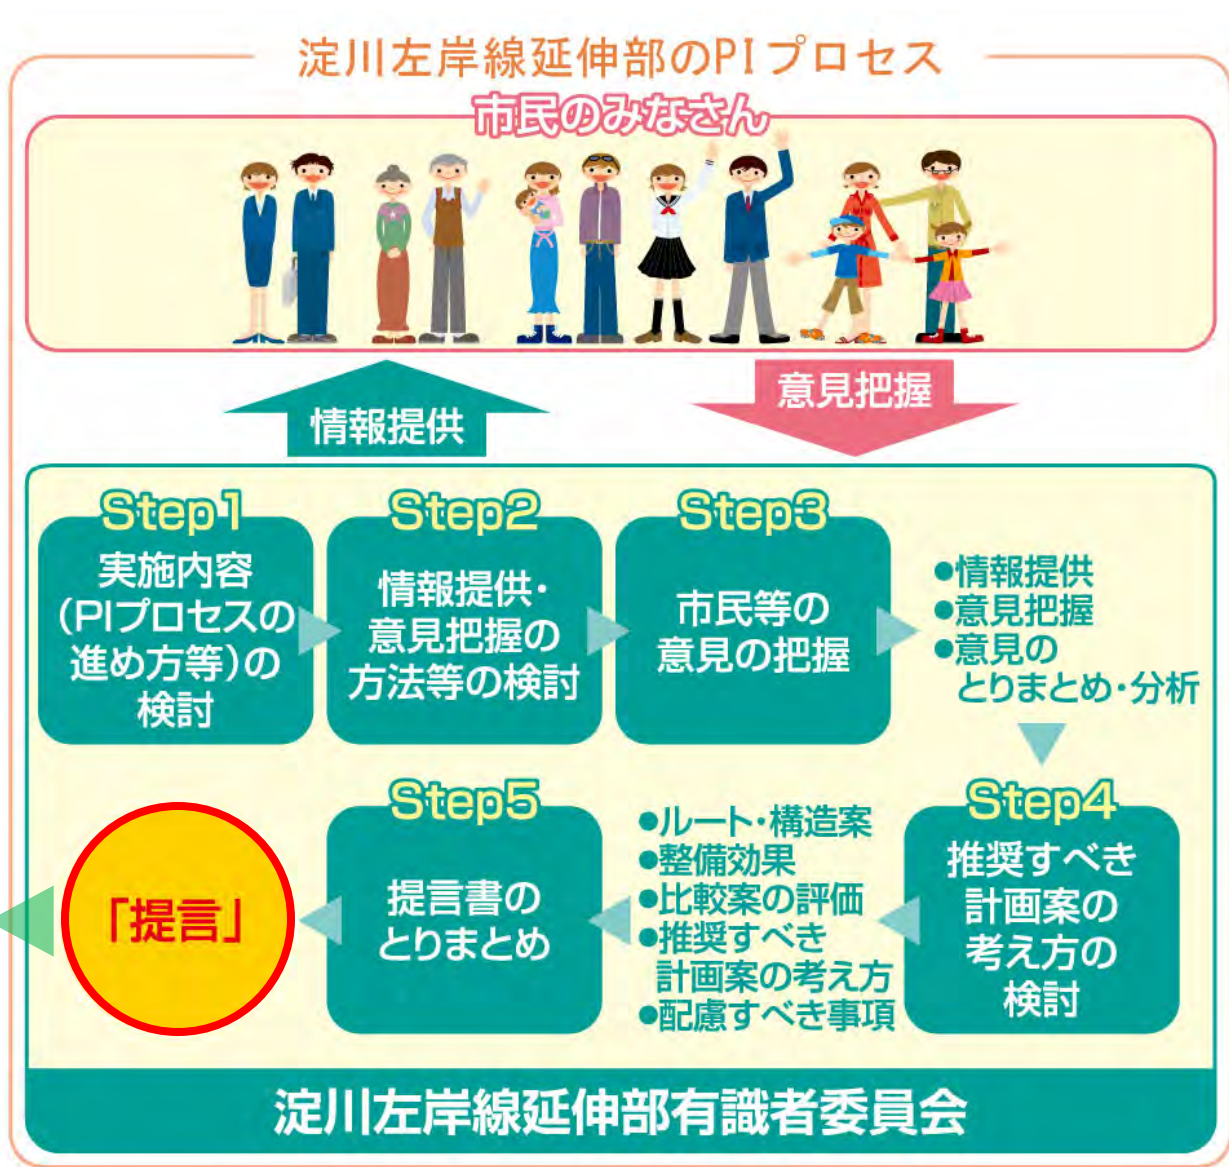 淀川左岸線延伸部のPIプロセス
市民のみなさん
情報提供
意見把握
Step1
実施内容
(PIプロセスの
進め方等)の
検討
Step2
情報提供・
意見把握の
方法等の検討
Step3
市民等の
意見の把握
●情報提供
●意見把握
●意見の
とりまとめ・分析
Step4
推奨すべき
計画案の
考え方の
検討
●ルート・構造案
●整備効果
●比較案の評価
●推奨すべき
計画案の考え方
●配慮すべき事項
Step5
提言書の
とりまとめ
「提言」
淀川左岸線延伸部有識者委員会